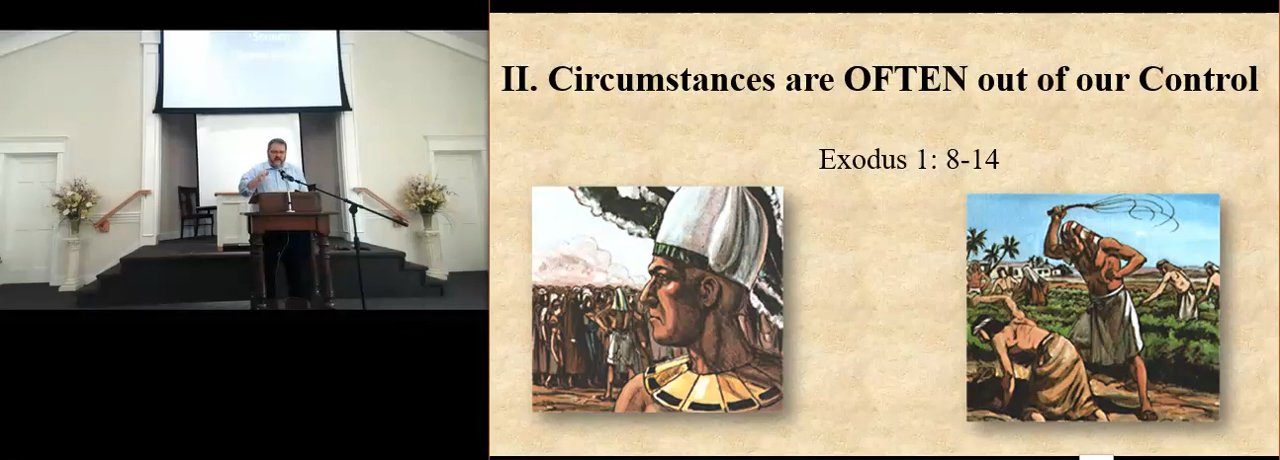 II. Circumstances are OFTEN out of our Control
Exodus 1: 8-14